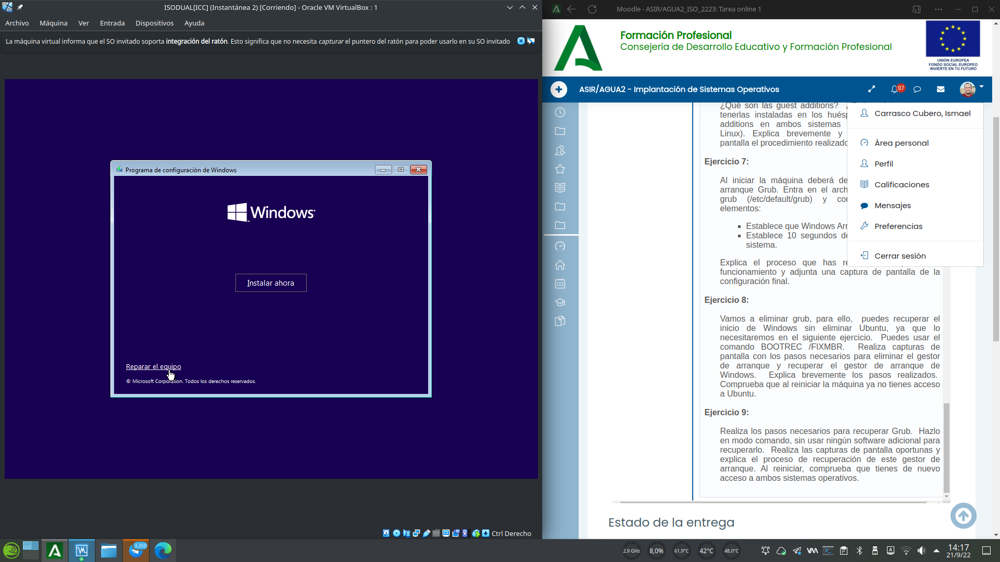 ISODUAL[ICC] (Instantánea 2) [Corriendo] - Oracle VM VirtualBox : 1
Archivo Máquina Ver Entrada Dispositivos Ayuda
La máquina virtual informa que el SO invitado soporta integración del ratón. Esto significa que no necesita capturar el puntero del ratón para poder usarlo en su SO invitado
Programa de configuración de Windows
Windows
Instalar ahora
Reparar el equipo
© Microsoft Corporation. Todos los derechos reservados.
Ctrl Derecho
Moodle - ASIR/AGUA2_ISO_2223: Tarea online 1
Formación Profesional
Consejería de Desarrollo Educativo y Formación Profesional
UNIÓN EUROPEA
FONDO SOCIAL EUROPEO
INVIERTE EN TU FUTURO
ASIR/AGUA2 - Implantación de Sistemas Operativos
97
¿Qué son las guest additions?
tenerlas instaladas en los huésp
additions en ambos sistemas
Linux). Explica brevemente y
pantalla el procedimiento realizado
Carrasco Cubero, Ismael
Área personal
Perfil
Calificaciones
Mensajes
Preferencias
Cerrar sesión
Ejercicio 7:
Al iniciar la máquina deberá de
arranque Grub. Entra en el arch
grub (/etc/default/grub) y con
elementos:
Establece que Windows Arr
Establece 10 segundos de
sistema.
Explica el proceso que has re
funcionamiento y adjunta una captura de pantalla de la
configuración final.
Ejercicio 8:
Vamos a eliminar grub, para ello, puedes recuperar el
inicio de Windows sin eliminar Ubuntu, ya que lo
necesitaremos en el siguiente ejercicio. Puedes usar el
comando BOOTREC /FIXMBR. Realiza capturas de
pantalla con los pasos necesarios para eliminar el gestor
de arranque y recuperar el gestor de arranque de
Windows. Explica brevemente los pasos realizados.
Comprueba que al reiniciar la máquina ya no tienes acceso
a Ubuntu.
Ejercicio 9:
Realiza los pasos necesarios para recuperar Grub. Hazlo
en modo comando, sin usar ningún software adicional para
recuperarlo. Realiza las capturas de pantalla oportunas y
explica el proceso de recuperación de este gestor de
arranque. Al reiniciar, comprueba que tienes de nuevo
acceso a ambos sistemas operativos.
Estado de la entrega
3.250
2,9 GHz 8,0% 61,9°C 42°C 48,0°C
14:17
21/9/22